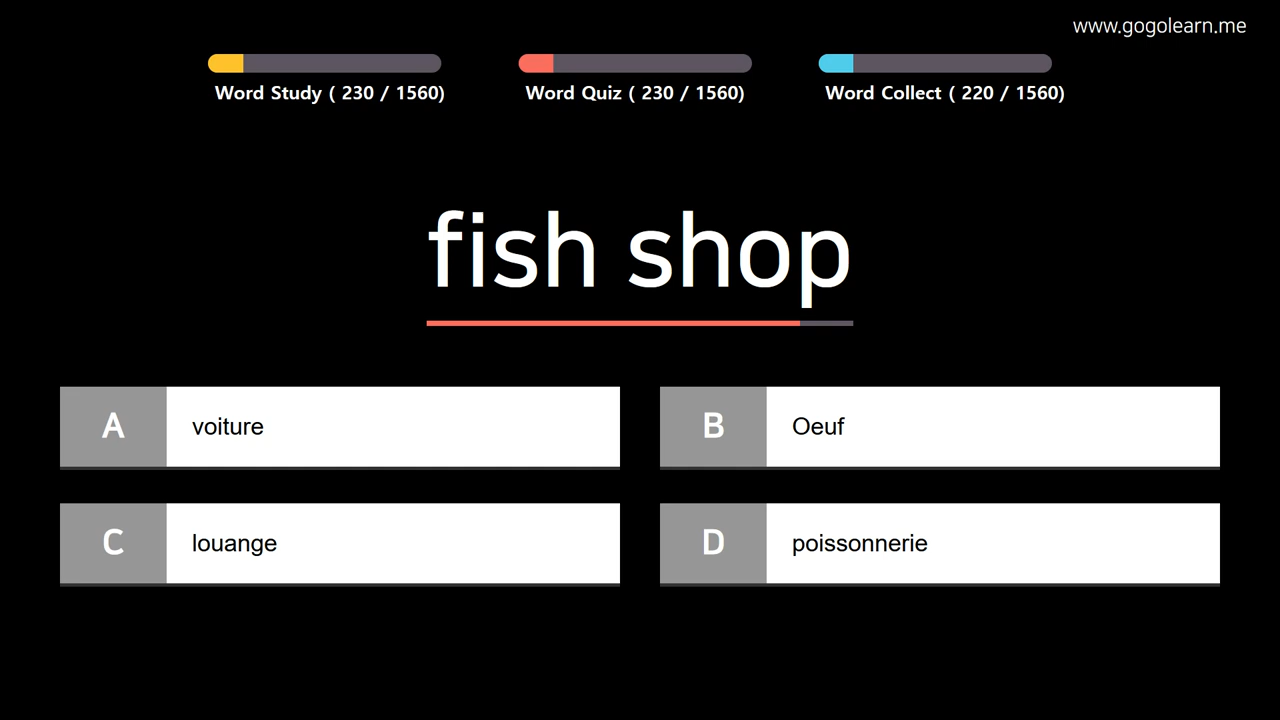 www.gogolearn.me
Word Study ( 230 / 1560)
Word Quiz ( 230 / 1560)
Word Collect ( 220 / 1560)
fish shop
A voiture
B Oeuf
C louange
D poissonnerie